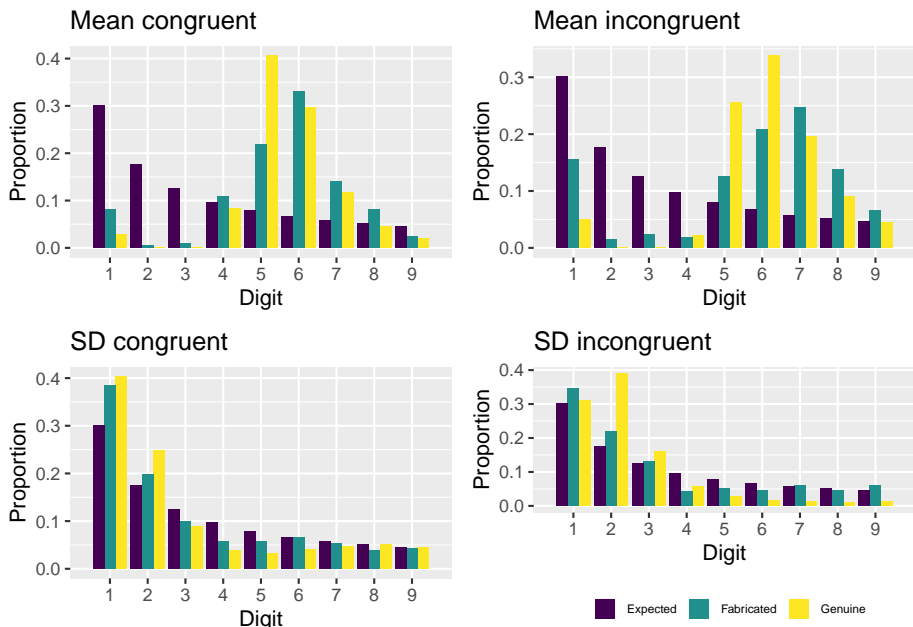 Mean congruent
Proportion
0.4
0.3
0.2
0.1
0.0
1 2 3 4 5 6 7 8 9
Digit
Mean incongruent
Proportion
0.3
0.2
0.1
0.0
1 2 3 4 5 6 7 8 9
Digit
SD congruent
Proportion
0.4
0.3
0.2
0.1
0.0
1 2 3 4 5 6 7 8 9
Digit
SD incongruent
Proportion
0.4
0.3
0.2
0.1
0.0
1 2 3 4 5 6 7 8 9
Digit
Expected Fabricated Genuine